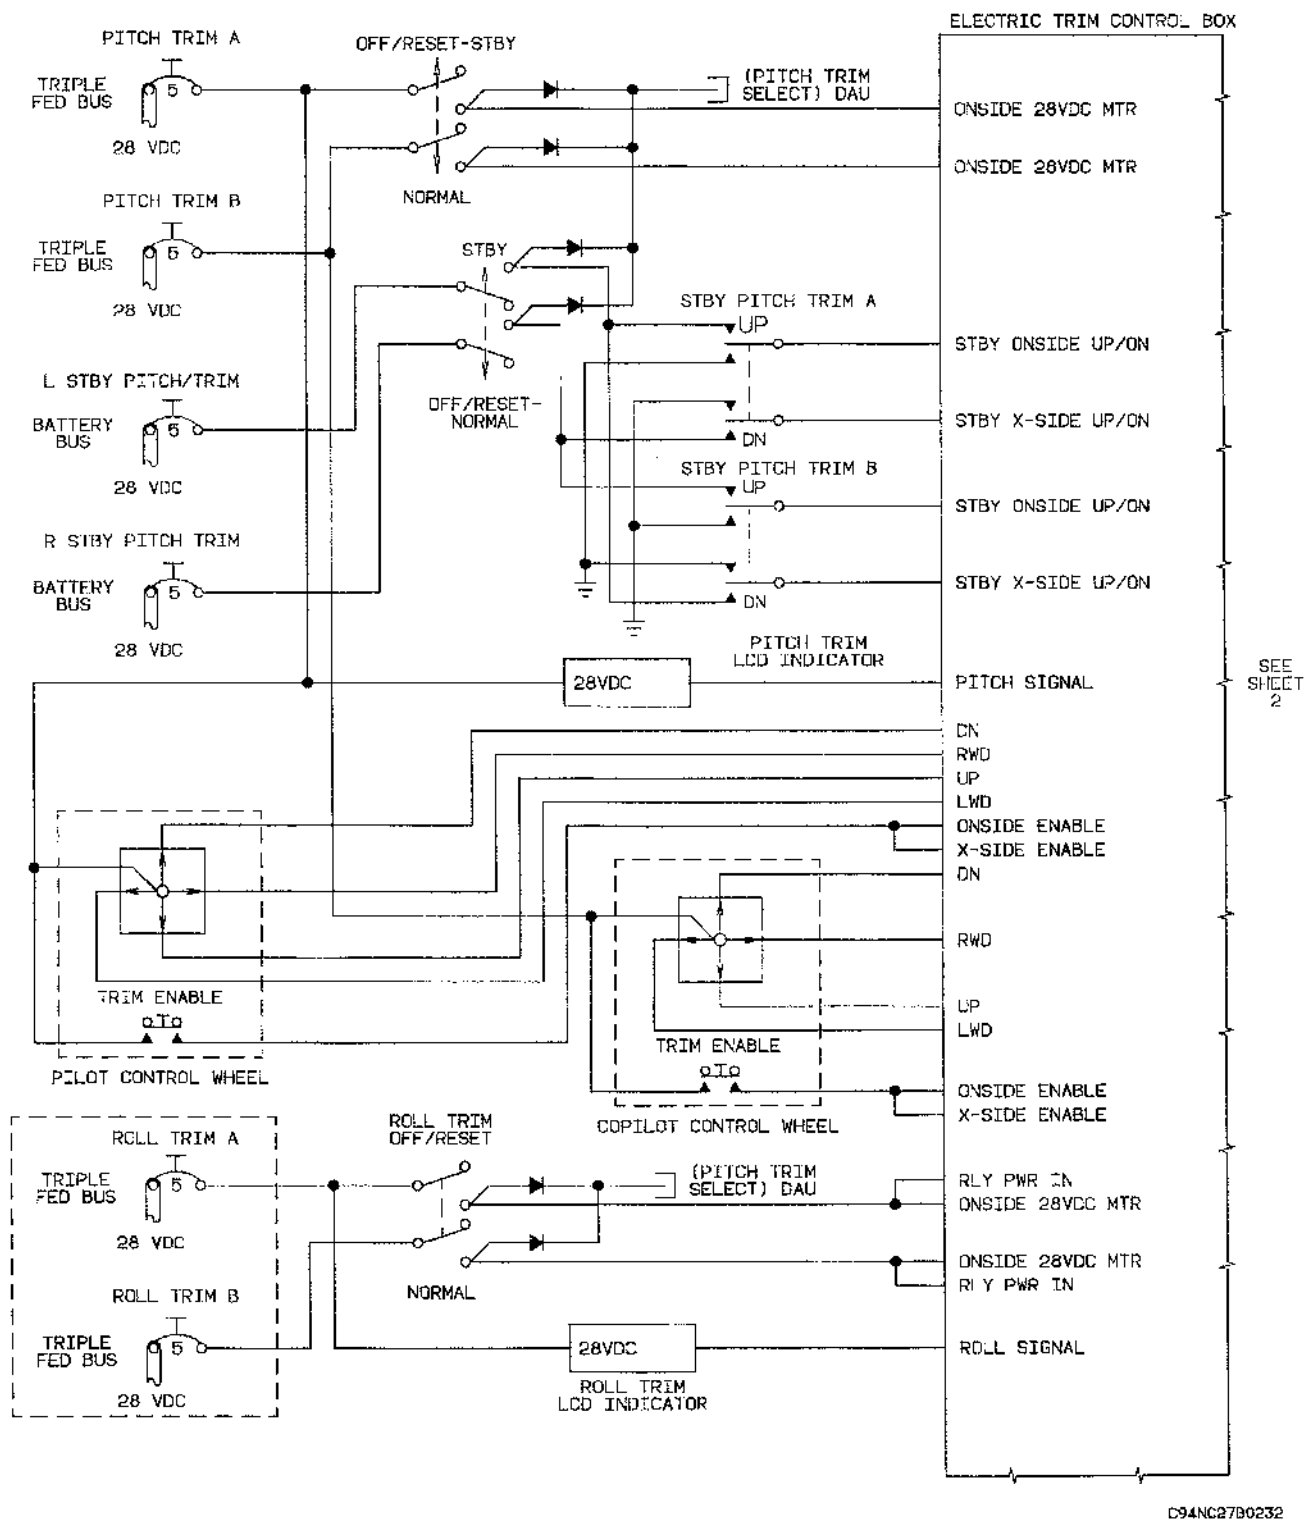 ELECTRIC TRIM CONTROL BOX
PITCH TRIM A
OFF/RESET-STBY
TRIPLE
FED BUS
5
28 VDC
(PITCH TRIM
SELECT) DAU
ONSIDE 28VDC MTR
ONSIDE 28VDC MTR
NORMAL
PITCH TRIM B
TRIPLE
FED BUS
5
28 VDC
STBY
STBY PITCH TRIM A
UP
STBY ONSIDE UP/ON
L STBY PITCH/TRIM
OFF/RESET-
NORMAL
BATTERY
BUS
5
28 VDC
STBY X-SIDE UP/ON
DN
STBY PITCH TRIM B
UP
STBY ONSIDE UP/ON
R STBY PITCH TRIM
BATTERY
BUS
5
28 VDC
STBY X-SIDE UP/ON
DN
PITCH TRIM
LCD INDICATOR
28VDC
PITCH SIGNAL
SEE
SHEET
2
DN
RWD
UP
LWD
ONSIDE ENABLE
X-SIDE ENABLE
DN
RWD
TRIM ENABLE
UP
LWD
TRIM ENABLE
PILOT CONTROL WHEEL
ONSIDE ENABLE
X-SIDE ENABLE
COPILOT CONTROL WHEEL
ROLL TRIM A
ROLL TRIM
OFF/RESET
TRIPLE
FED BUS
5
28 VDC
(PITCH TRIM
SELECT) DAU
RLY PWR IN
ONSIDE 28VDC MTR
ONSIDE 28VDC MTR
RLY PWR IN
NORMAL
ROLL TRIM B
TRIPLE
FED BUS
5
28 VDC
28VDC
ROLL SIGNAL
ROLL TRIM
LCD INDICATOR
C94NC27B0232